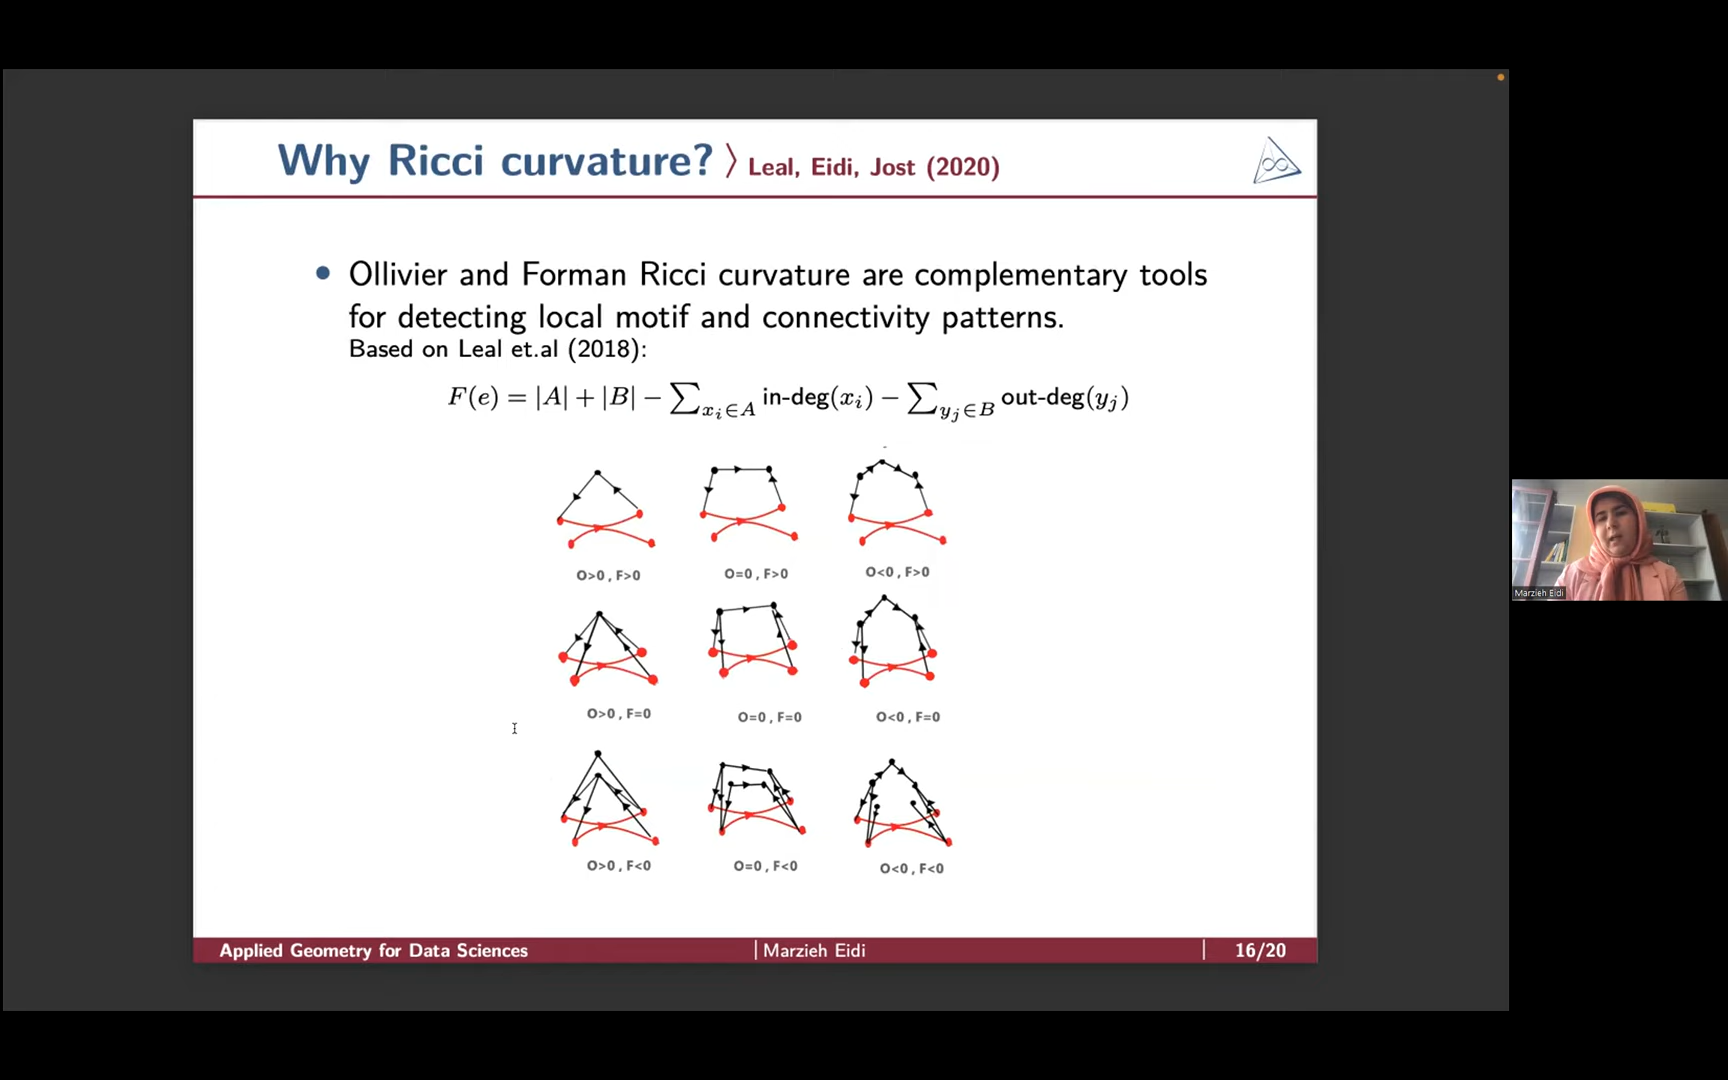 Why Ricci curvature? 〉 Leal, Eidi, Jost (2020)
• Ollivier and Forman Ricci curvature are complementary tools
for detecting local motif and connectivity patterns.
Based on Leal et.al (2018):
F(e) = |A| + |B| − ∑_{x_i∈A} in-deg(x_i) − ∑_{y_j∈B} out-deg(y_j)
O>0 , F>0 O=0 , F>0 O<0 , F>0
Marzieh Eidi
O>0 , F=0 O=0 , F=0 O<0 , F=0
O>0 , F<0 O=0 , F<0 O<0 , F<0
Applied Geometry for Data Sciences | Marzieh Eidi | 16/20